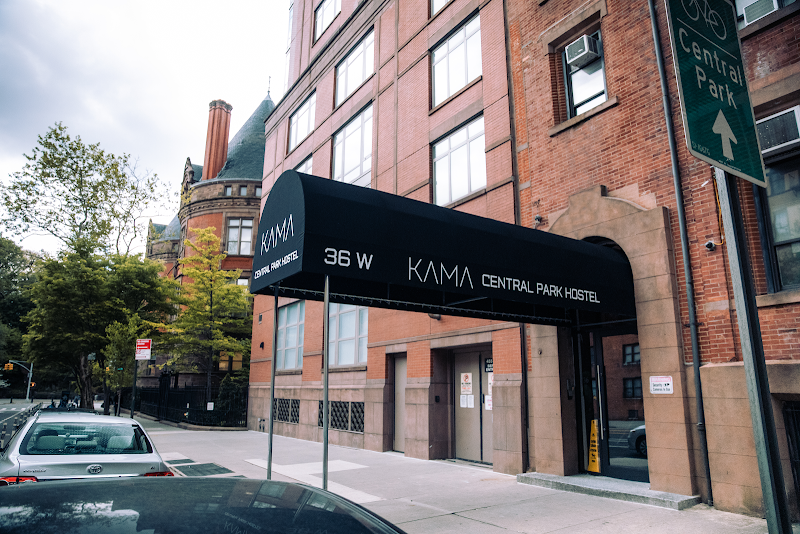 KAMA
CENTRAL PARK HOSTEL
36 W
KAMA CENTRAL PARK HOSTEL
Central
Park